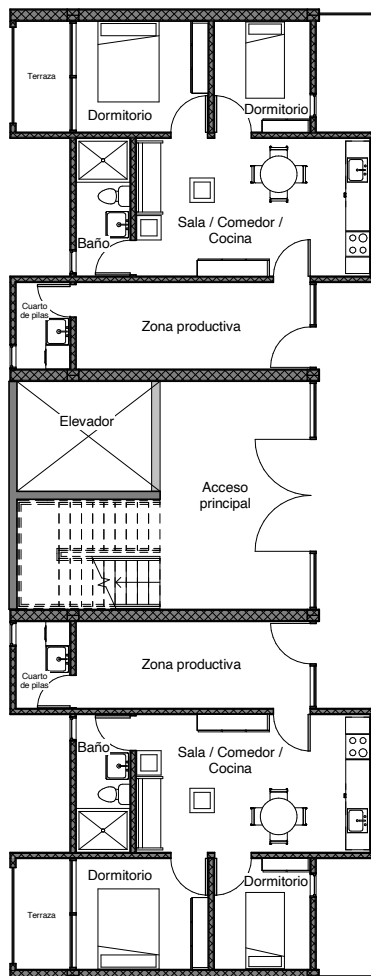 Terraza
Dormitorio
Dormitorio
Sala / Comedor /
Cocina
Baño
Cuarto
de pilas
Zona productiva
Elevador
Acceso
principal
Zona productiva
Cuarto
de pilas
Baño
Sala / Comedor /
Cocina
Dormitorio
Dormitorio
Terraza